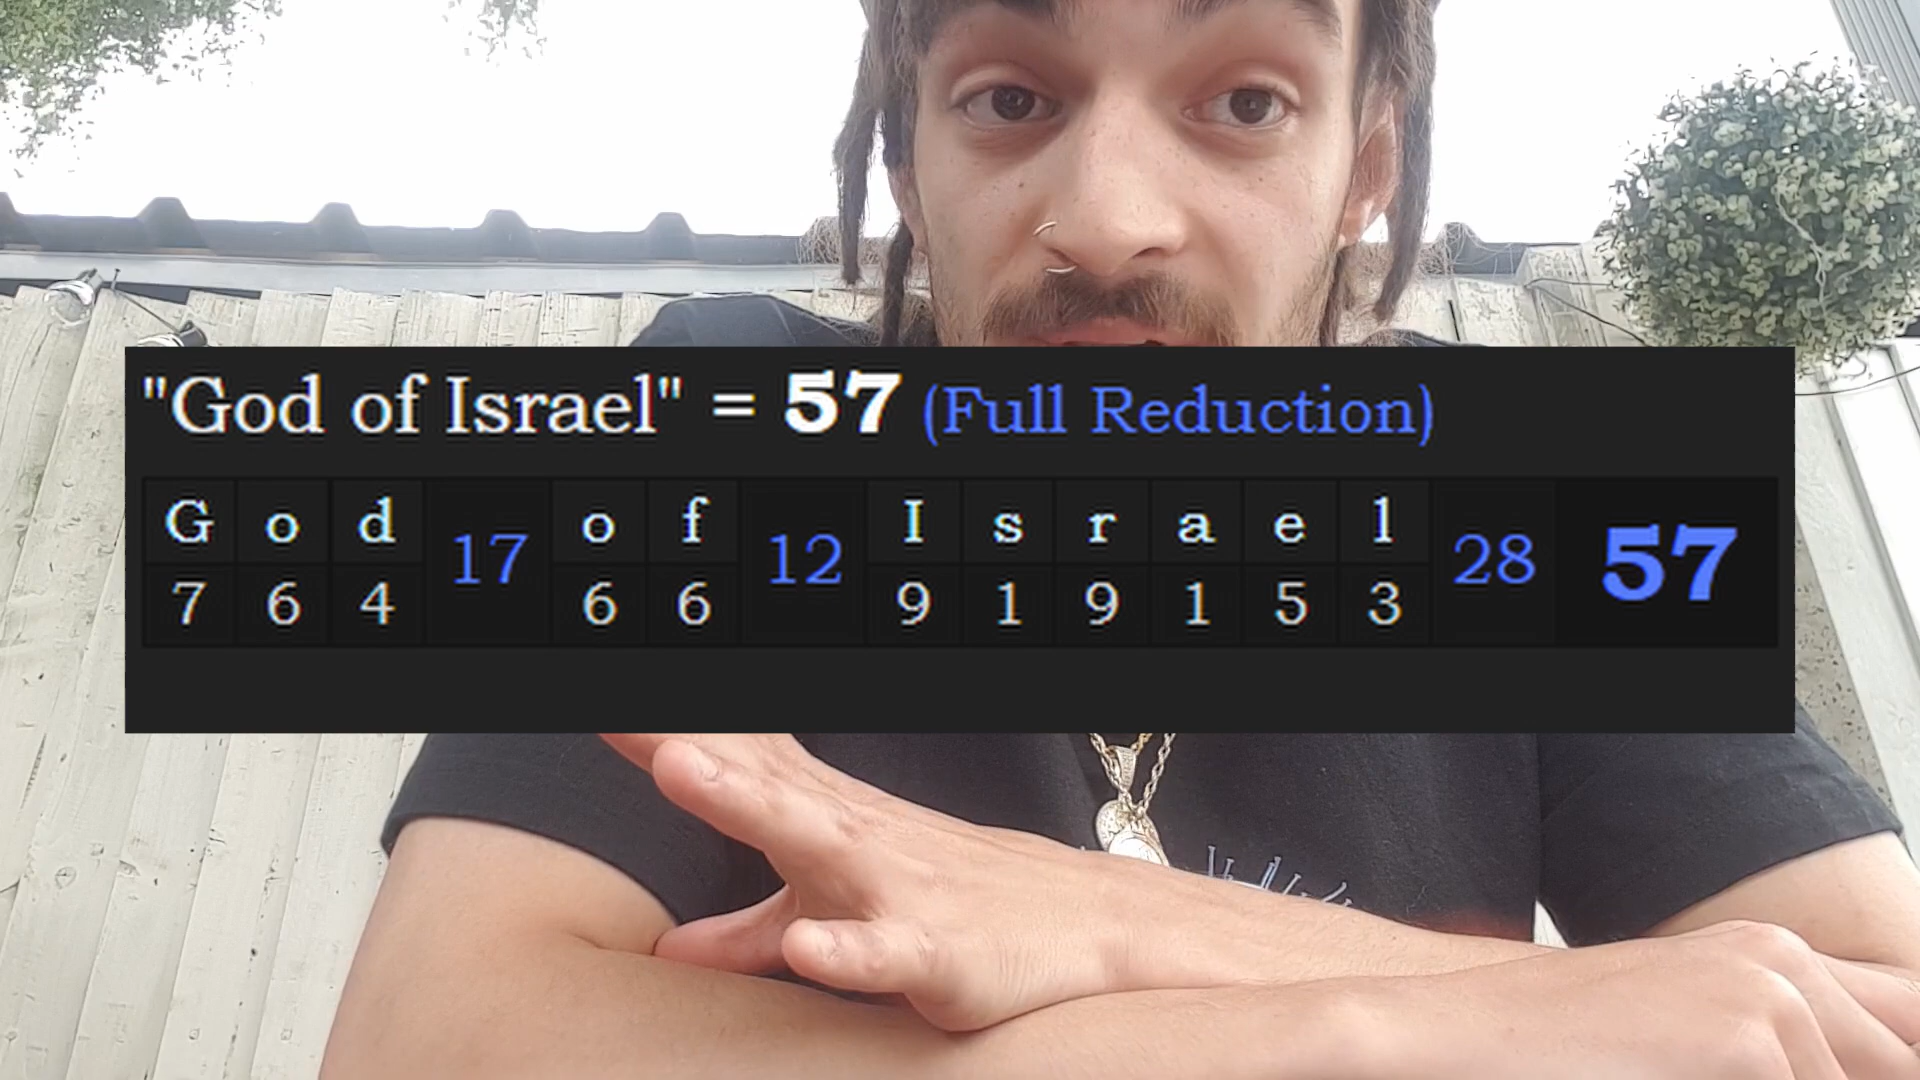 "God of Israel" = 57 (Full Reduction)
G o d 17 o f 12 I s r a e l 28 57
7 6 4 6 6 9 1 9 1 5 3